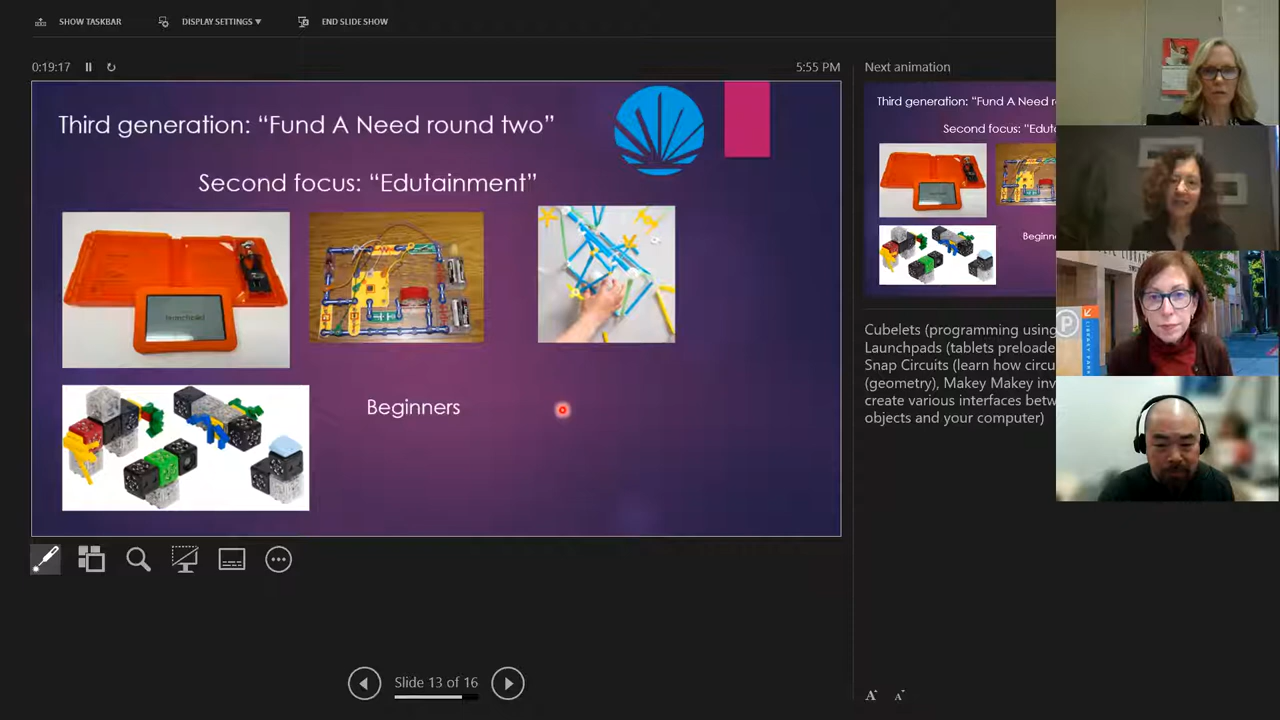 SHOW TASKBAR
DISPLAY SETTINGS
END SLIDE SHOW
0:19:17
5:55 PM
Third generation: “Fund A Need round two”
Second focus: “Edutainment”
Beginners
Slide 13 of 16
Next animation
Third generation: “Fund A Need r
Second focus: “Eduta
Beginn
Cubelets (programming using
Launchpads (tablets preloade
Snap Circuits (learn how circu
(geometry), Makey Makey inv
create various interfaces betw
objects and your computer)
P
LIBRARY PARK